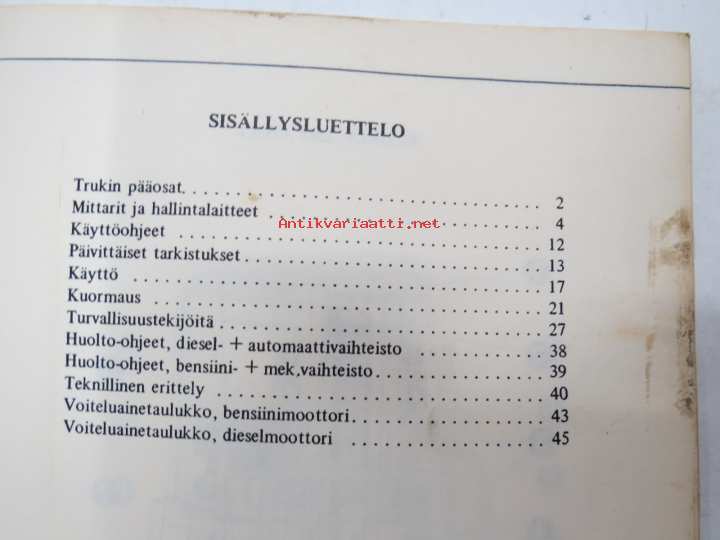 SISÄLLYSLUETTELO
Trukin pääosat. . . . . . . . . . . . . . . . . . . . . . . . . . . . . . 2
Mittarit ja hallintalaitteet . . . . . . . . . . . . . . . . . . . . . . 4
Antikvariaatti.net
Käyttöohjeet . . . . . . . . . . . . . . . . . . . . . . . . . . . . . . 12
Päivittäiset tarkistukset. . . . . . . . . . . . . . . . . . . . . . . . 13
Käyttö . . . . . . . . . . . . . . . . . . . . . . . . . . . . . . . . . 17
Kuormaus . . . . . . . . . . . . . . . . . . . . . . . . . . . . . . . 21
Turvallisuustekijöitä. . . . . . . . . . . . . . . . . . . . . . . . . . 27
Huolto-ohjeet, diesel- + automaattivaihteisto . . . . . . . . . . 38
Huolto-ohjeet, bensiini- + mek.vaihteisto. . . . . . . . . . . . . 39
Teknillinen erittely . . . . . . . . . . . . . . . . . . . . . . . . . . 40
Voiteluainetaulukko, bensiinimoottori. . . . . . . . . . . . . . . 43
Voiteluainetaulukko, dieselmoottori . . . . . . . . . . . . . . . 45